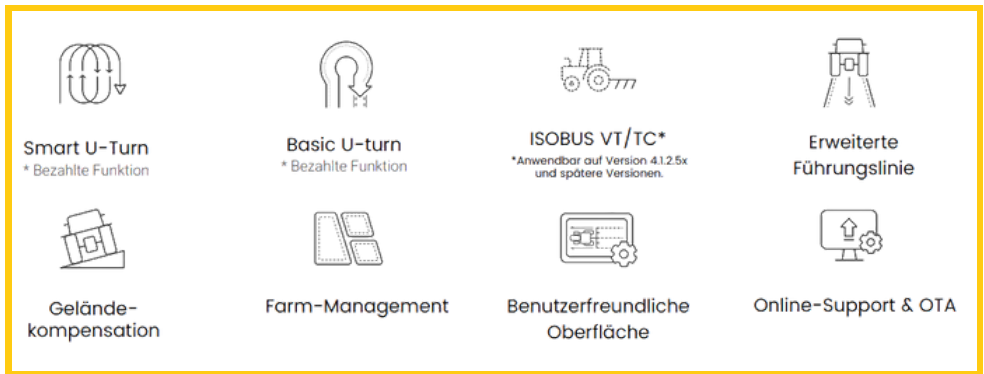 Smart U-Turn
* Bezahlte Funktion
Basic U-turn
* Bezahlte Funktion
ISOBUS VT/TC*
*Anwendbar auf Version 4.1.2.5x
und spätere Versionen.
Erweiterte
Führungslinie
Gelände-
kompensation
Farm-Management
Benutzerfreundliche
Oberfläche
Online-Support & OTA